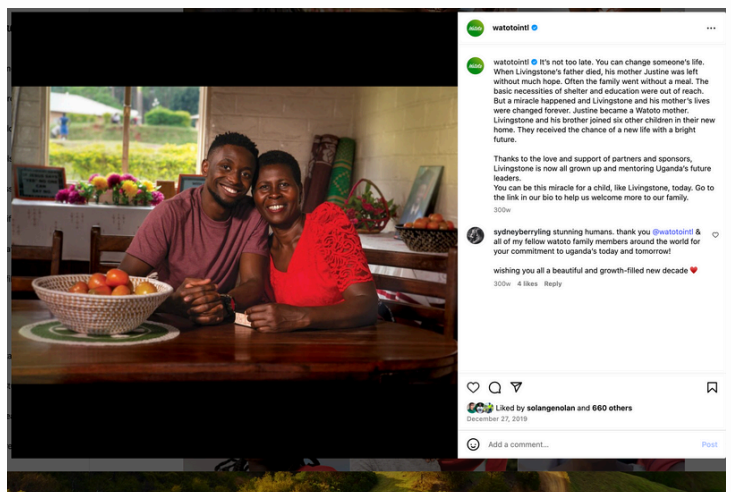 watotointl
watotointl It's not too late. You can change someone's life.
When Livingstone's father died, his mother Justine was left
without much hope. Often the family went without a meal. The
basic necessities of shelter and education were out of reach.
But a miracle happened and Livingstone and his mother's lives
were changed forever. Justine became a Watoto mother.
Livingstone and his brother joined six other children in their new
home. They received the chance of a new life with a bright
future.
Thanks to the love and support of partners and sponsors,
Livingstone is now all grown up and mentoring Uganda's future
leaders.
You can be this miracle for a child, like Livingstone, today. Go to
the link in our bio to help us welcome more to our family.
300w
sydneyberryling stunning humans. thank you @watotointl &
all of my fellow watoto family members around the world for
your commitment to uganda's today and tomorrow!
wishing you all a beautiful and growth-filled new decade ❤️
300w 4 likes Reply
Liked by solangenolan and 660 others
December 27, 2019
Add a comment...
Post